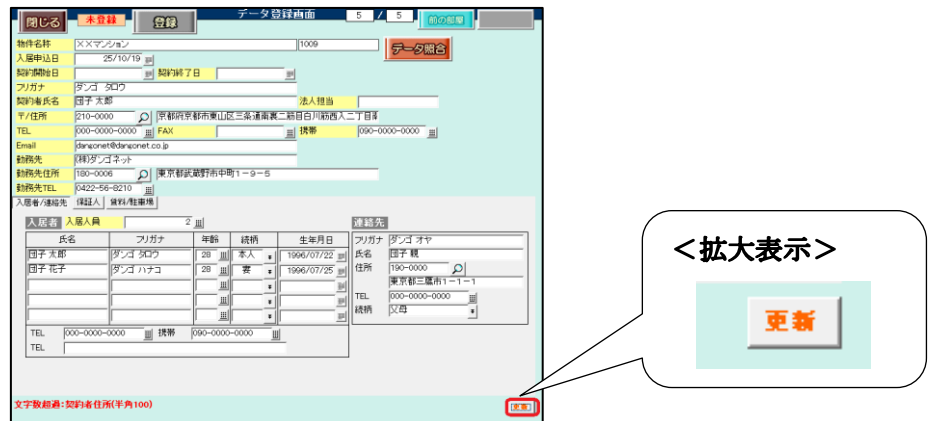 閉じる 未登録 登録 データ登録画面 5 / 5 前の部屋
物件名称 ××マンション 1009 データ照合
入居申込日 25/10/19
契約開始日 契約終了日
フリガナ ダンゴ タロウ
契約者氏名 団子 太郎 法人担当
〒/住所 210-0000 京都府京都市東山区三条通南裏二筋目白川筋西入二丁目
TEL 000-0000-0000 FAX 携帯 090-0000-0000
Email dangonet@dangonet.co.jp
勤務先 (株)ダンゴネット
勤務先住所 180-0006 東京都武蔵野市中町1-9-5
勤務先TEL 0422-56-8210
入居者/連絡先 保証人 賃料/駐車場
入居者 入居人員 2 連絡先
氏名 フリガナ 年齢 続柄 生年月日 フリガナ ダンゴ オヤ
団子 太郎 ダンゴ タロウ 28 本人 1996/07/22 氏名 団子 親
団子 花子 ダンゴ ハナコ 28 妻 1996/07/25 住所 190-0000
東京都三鷹市1-1-1
TEL 000-0000-0000
続柄 父母
TEL 000-0000-0000 携帯 090-0000-0000
TEL
文字数超過:契約者住所(半角100) 更新
<拡大表示>
更新